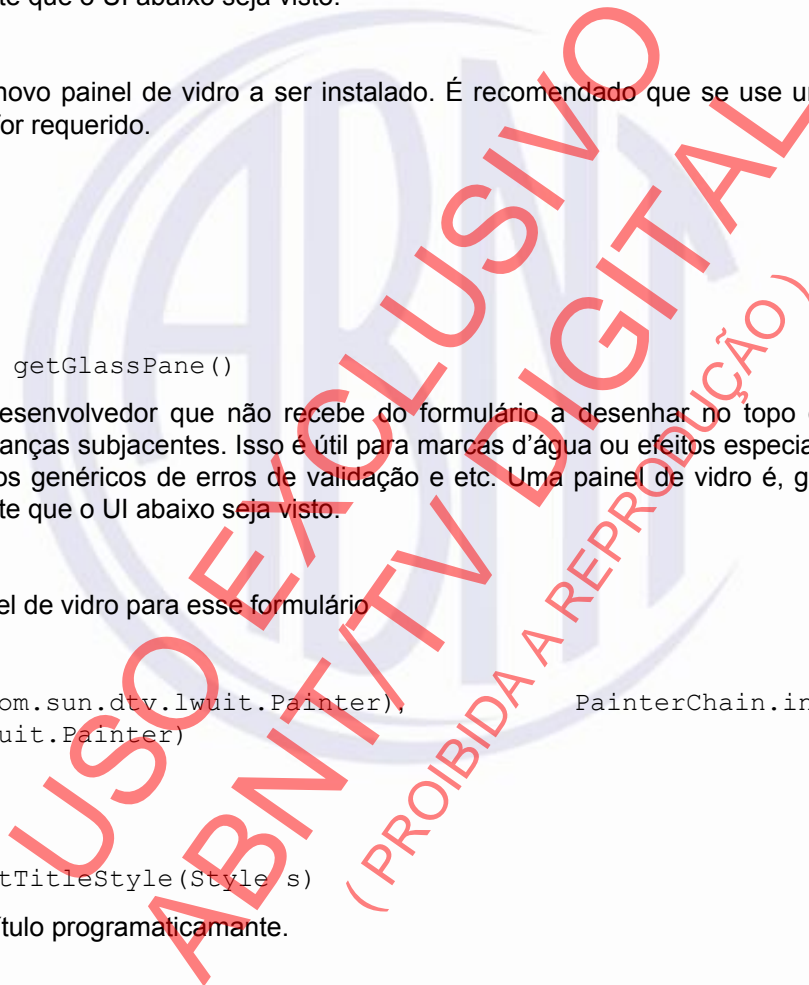 te que o UI abaixo seja visto.
novo painel de vidro a ser instalado. É recomendado que se use u
for requerido.
getGlassPane()
esenvolvedor que não recebe do formulário a desenhar no topo
anças subjacentes. Isso é útil para marcas d'água ou efeitos especia
os genéricos de erros de validação e etc. Uma painel de vidro é, g
te que o UI abaixo seja visto.
el de vidro para esse formulário
om.sun.dtv.lwuit.Painter), PainterChain.in
uit.Painter)
tTitleStyle(Style s)
ítulo programaticamante.
USO EXCLUSIVO
ABNT/TV DIGITAL
( PROIBIDA A REPRODUÇÃO )
ABNT